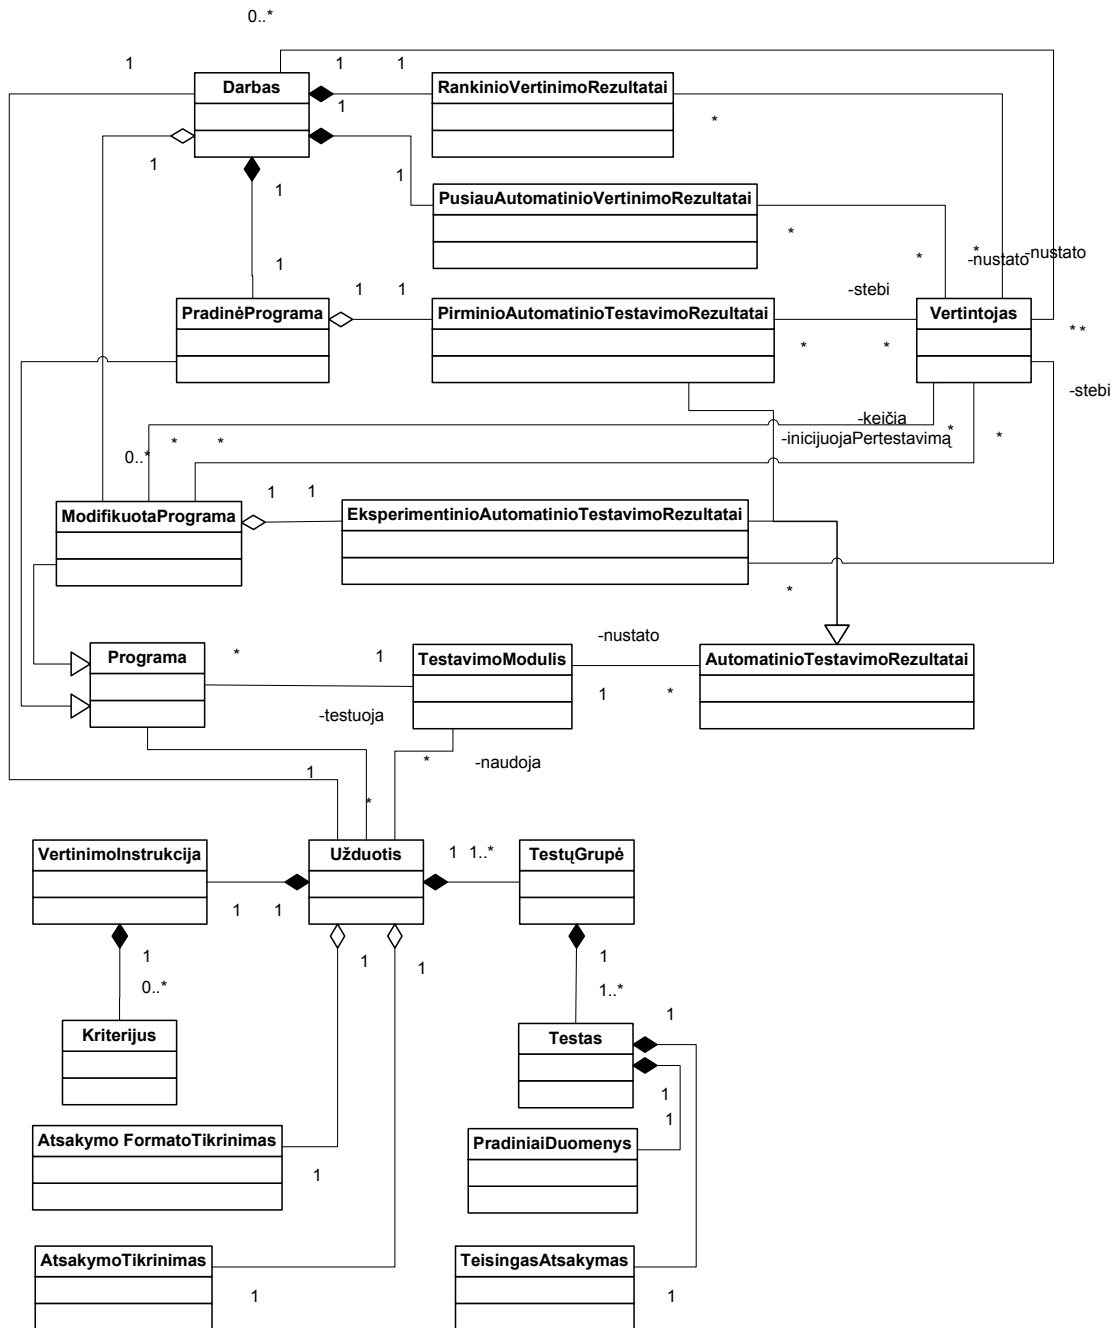 0..*
1 1 1
Darbas RankinioVertinimoRezultatai
1
*
1 1
1 PusiauAutomatinioVertinimoRezultatai
* * *
-nustato -nustato
1 1 1 -stebi
PradinėPrograma PirminioAutomatinioTestavimoRezultatai Vertintojas
* * * *
-stebi
-keičia
* * -inicijuojaPertestavimą * *
0..*
1 1
ModifikuotaPrograma EksperimentinioAutomatinioTestavimoRezultatai
*
-nustato
Programa * 1 TestavimoModulis AutomatinioTestavimoRezultatai
1 *
-testuoja
* -naudoja
1
*
VertinimoInstrukcija Užduotis 1 1..* TestųGrupė
1 1
1 1 1 1
0..* 1..*
1
Kriterijus Testas
1
1
Atsakymo FormatoTikrinimas PradiniaiDuomenys
1
AtsakymoTikrinimas TeisingasAtsakymas
1 1